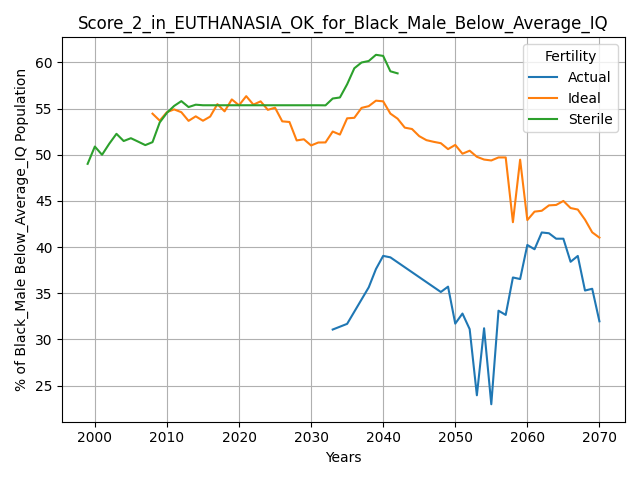 Score_2_in_EUTHANASIA_OK_for_Black_Male_Below_Average_IQ
% of Black_Male Below_Average_IQ Population
60
55
50
45
40
35
30
25
Fertility
Actual
Ideal
Sterile
2000 2010 2020 2030 2040 2050 2060 2070
Years